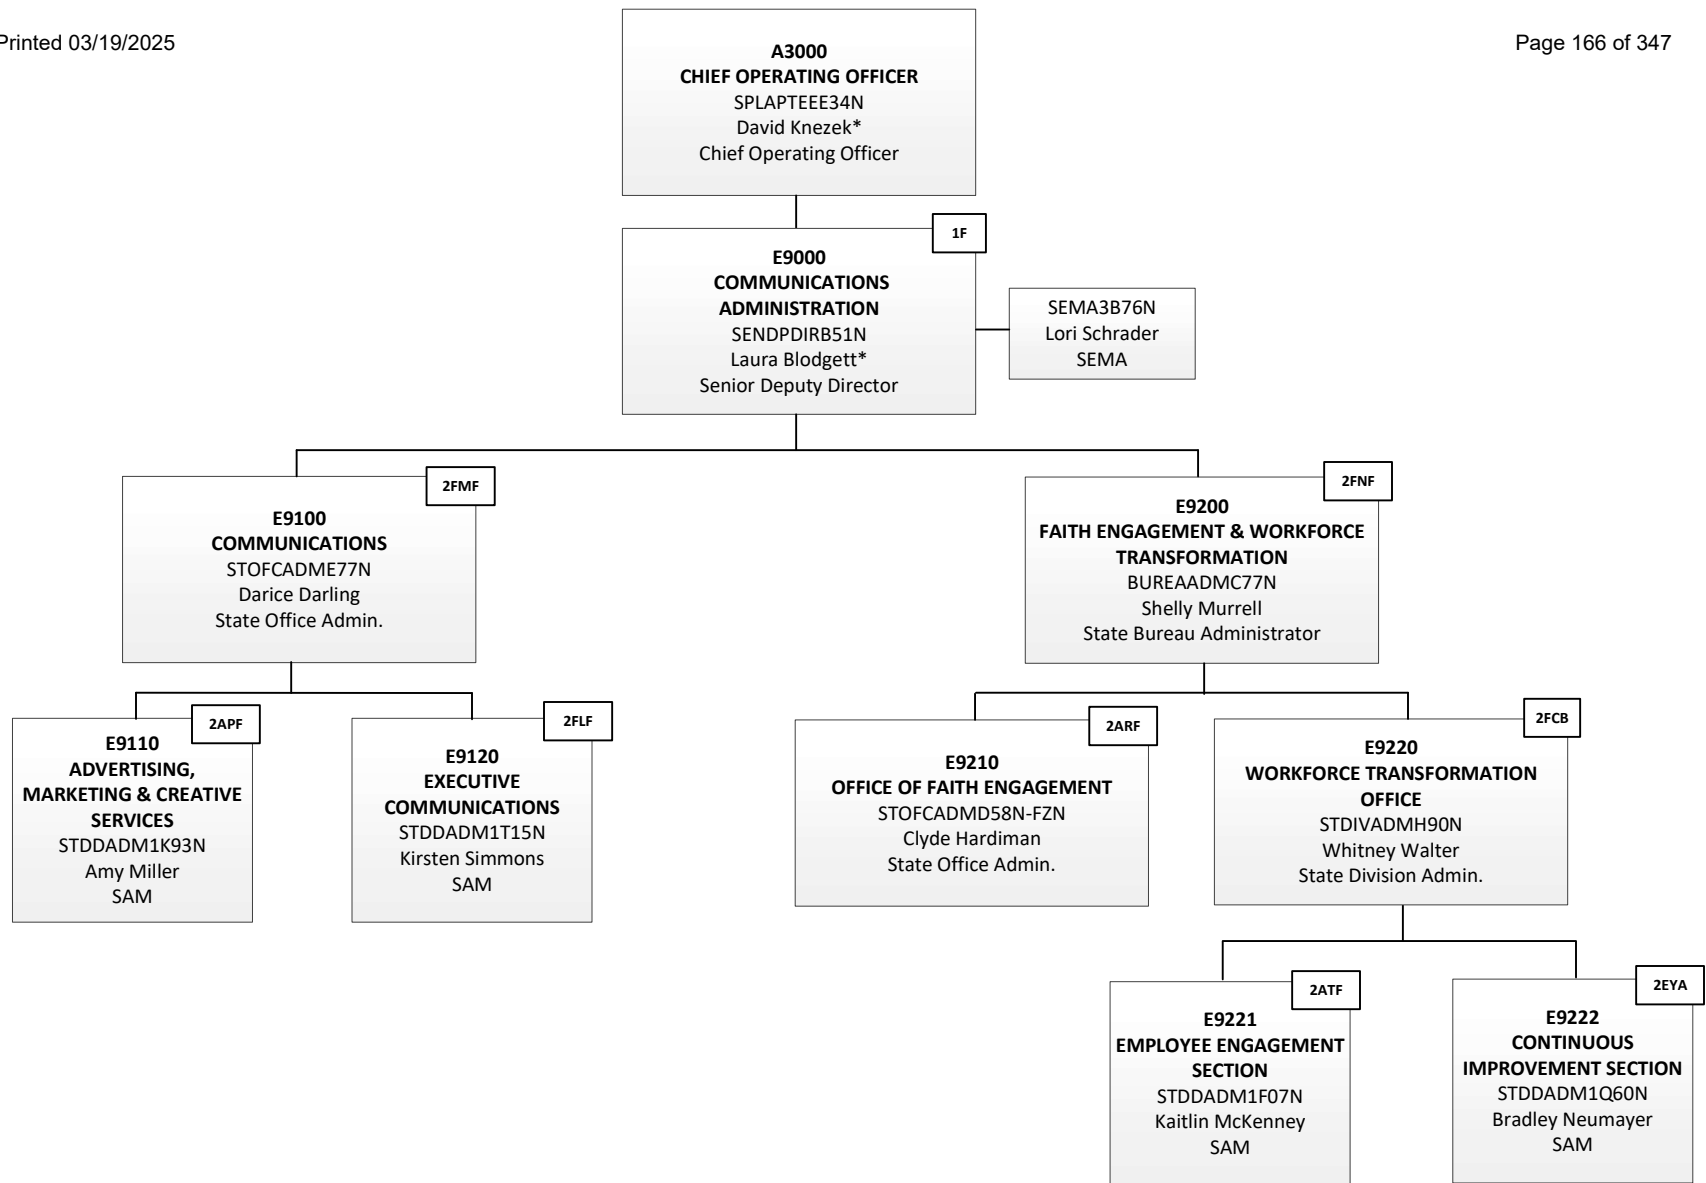 Printed 03/19/2025
Page 166 of 347
A3000
CHIEF OPERATING OFFICER
SPLAPTEEE34N
David Knezek*
Chief Operating Officer
1F
E9000
COMMUNICATIONS
ADMINISTRATION
SENDPDIRB51N
Laura Blodgett*
Senior Deputy Director
SEMA3B76N
Lori Schrader
SEMA
2FMF
E9100
COMMUNICATIONS
STOFCADME77N
Darice Darling
State Office Admin.
2FNF
E9200
FAITH ENGAGEMENT & WORKFORCE
TRANSFORMATION
BUREAADMC77N
Shelly Murrell
State Bureau Administrator
2APF
E9110
ADVERTISING,
MARKETING & CREATIVE
SERVICES
STDDADM1K93N
Amy Miller
SAM
2FLF
E9120
EXECUTIVE
COMMUNICATIONS
STDDADM1T15N
Kirsten Simmons
SAM
2ARF
E9210
OFFICE OF FAITH ENGAGEMENT
STOFCADMD58N-FZN
Clyde Hardiman
State Office Admin.
2FCB
E9220
WORKFORCE TRANSFORMATION
OFFICE
STDIVADMH90N
Whitney Walter
State Division Admin.
2ATF
E9221
EMPLOYEE ENGAGEMENT
SECTION
STDDADM1F07N
Kaitlin McKenney
SAM
2EYA
E9222
CONTINUOUS
IMPROVEMENT SECTION
STDDADM1Q60N
Bradley Neumayer
SAM